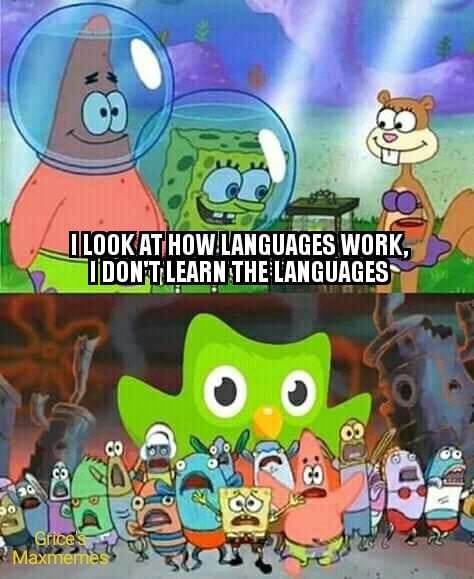 I LOOK AT HOW LANGUAGES WORK,
I DON'T LEARN THE LANGUAGES
Grice's
Maxmemes